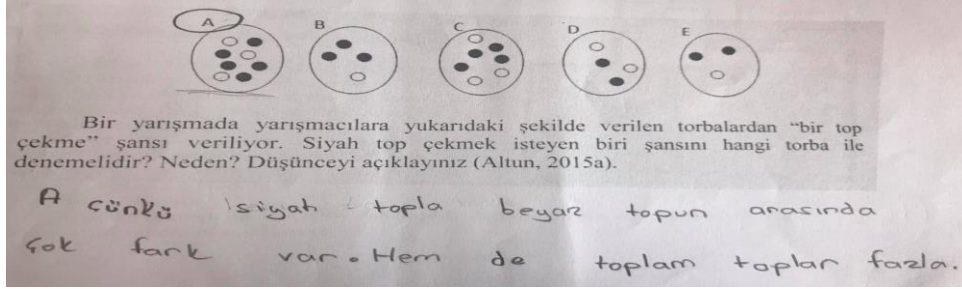 A B C D E
Bir yarışmada yarışmacılara yukarıdaki şekilde verilen torbalardan “bir top
çekme” şansı veriliyor. Siyah top çekmek isteyen biri şansını hangi torba ile
denemelidir? Neden? Düşünceyi açıklayınız (Altun, 2015a).
A çünkü siyah topla beyaz topun arasında
çok fark var. Hem de toplam toplar fazla.